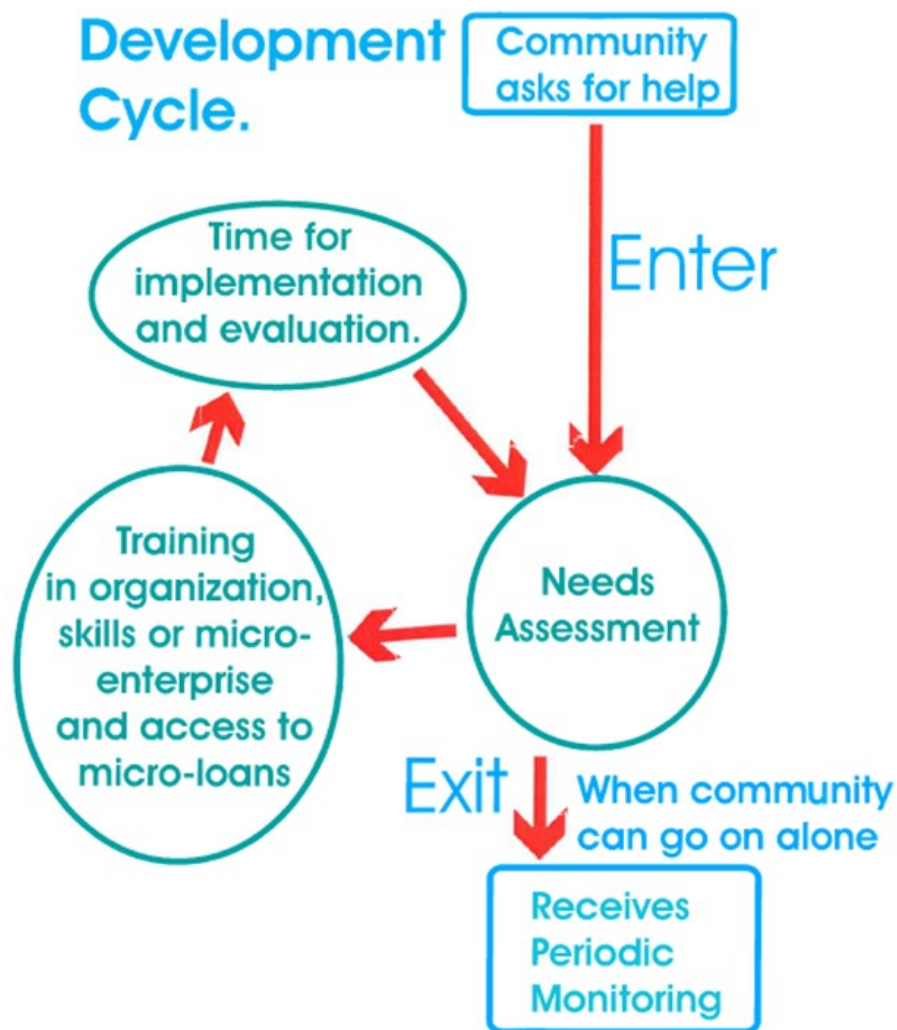 Development
Cycle.
Community
asks for help
Enter
Time for
implementation
and evaluation.
Training
in organization,
skills or micro-
enterprise
and access to
micro-loans
Needs
Assessment
Exit
When community
can go on alone
Receives
Periodic
Monitoring